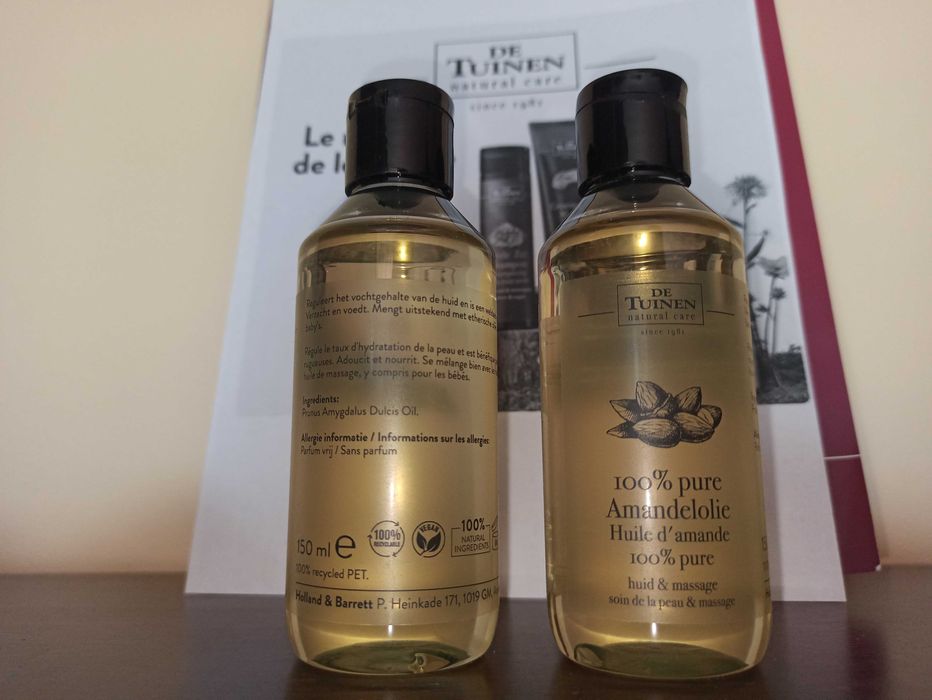 DE
TUINEN
natural care
since 1982
Le
de l
Reguleert het vochtgehalte van de huid en is een
Verzacht en voedt. Mengt uitstekend met etherische
baby's.
Régule le taux d'hydratation de la peau et est bénéfique
rugueuses. Adoucit et nourrit. Se mélange bien avec
huile de massage, y compris pour les bébés.
Ingredients:
Prunus Amygdalus Dulcis Oil.
Allergie informatie / Informations sur les allergies:
Parfum vrij / Sans parfum
150 ml e
100% RECYCLABLE
VEGAN
100%
NATURAL
INGREDIENTS
100% recycled PET.
Holland & Barrett P. Heinkade 171, 1019 GM,
DE
TUINEN
natural care
since 1982
100% pure
Amandelolie
Huile d'amande
100% pure
huid & massage
soin de la peau & massage